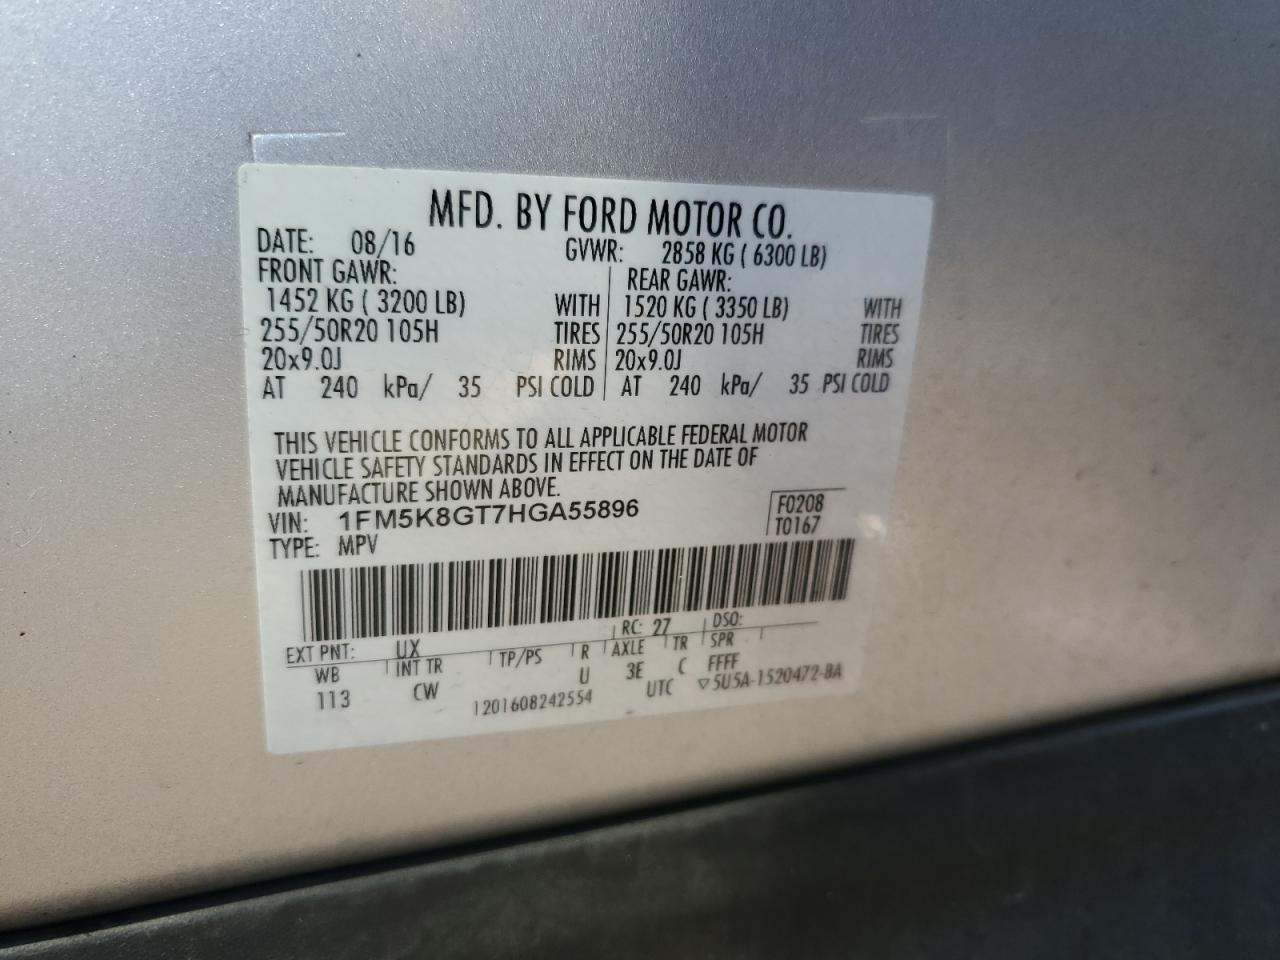 MFD. BY FORD MOTOR CO.
DATE: 08/16 GVWR: 2858 KG ( 6300 LB)
FRONT GAWR: REAR GAWR:
1452 KG ( 3200 LB) WITH 1520 KG ( 3350 LB) WITH
255/50R20 105H TIRES 255/50R20 105H TIRES
20x9.0J RIMS 20x9.0J RIMS
AT 240 kPa/ 35 PSI COLD AT 240 kPa/ 35 PSI COLD
THIS VEHICLE CONFORMS TO ALL APPLICABLE FEDERAL MOTOR
VEHICLE SAFETY STANDARDS IN EFFECT ON THE DATE OF
MANUFACTURE SHOWN ABOVE.
VIN: 1FM5K8GT7HGA55896 F0208
TYPE: MPV T0167
EXT PNT: UX RC: 27 DSO:
WB INT TR TP/PS R AXLE TR SPR
113 CW U 3E C FFFF
1201608242554 UTC ▽5U5A-1520472-BA